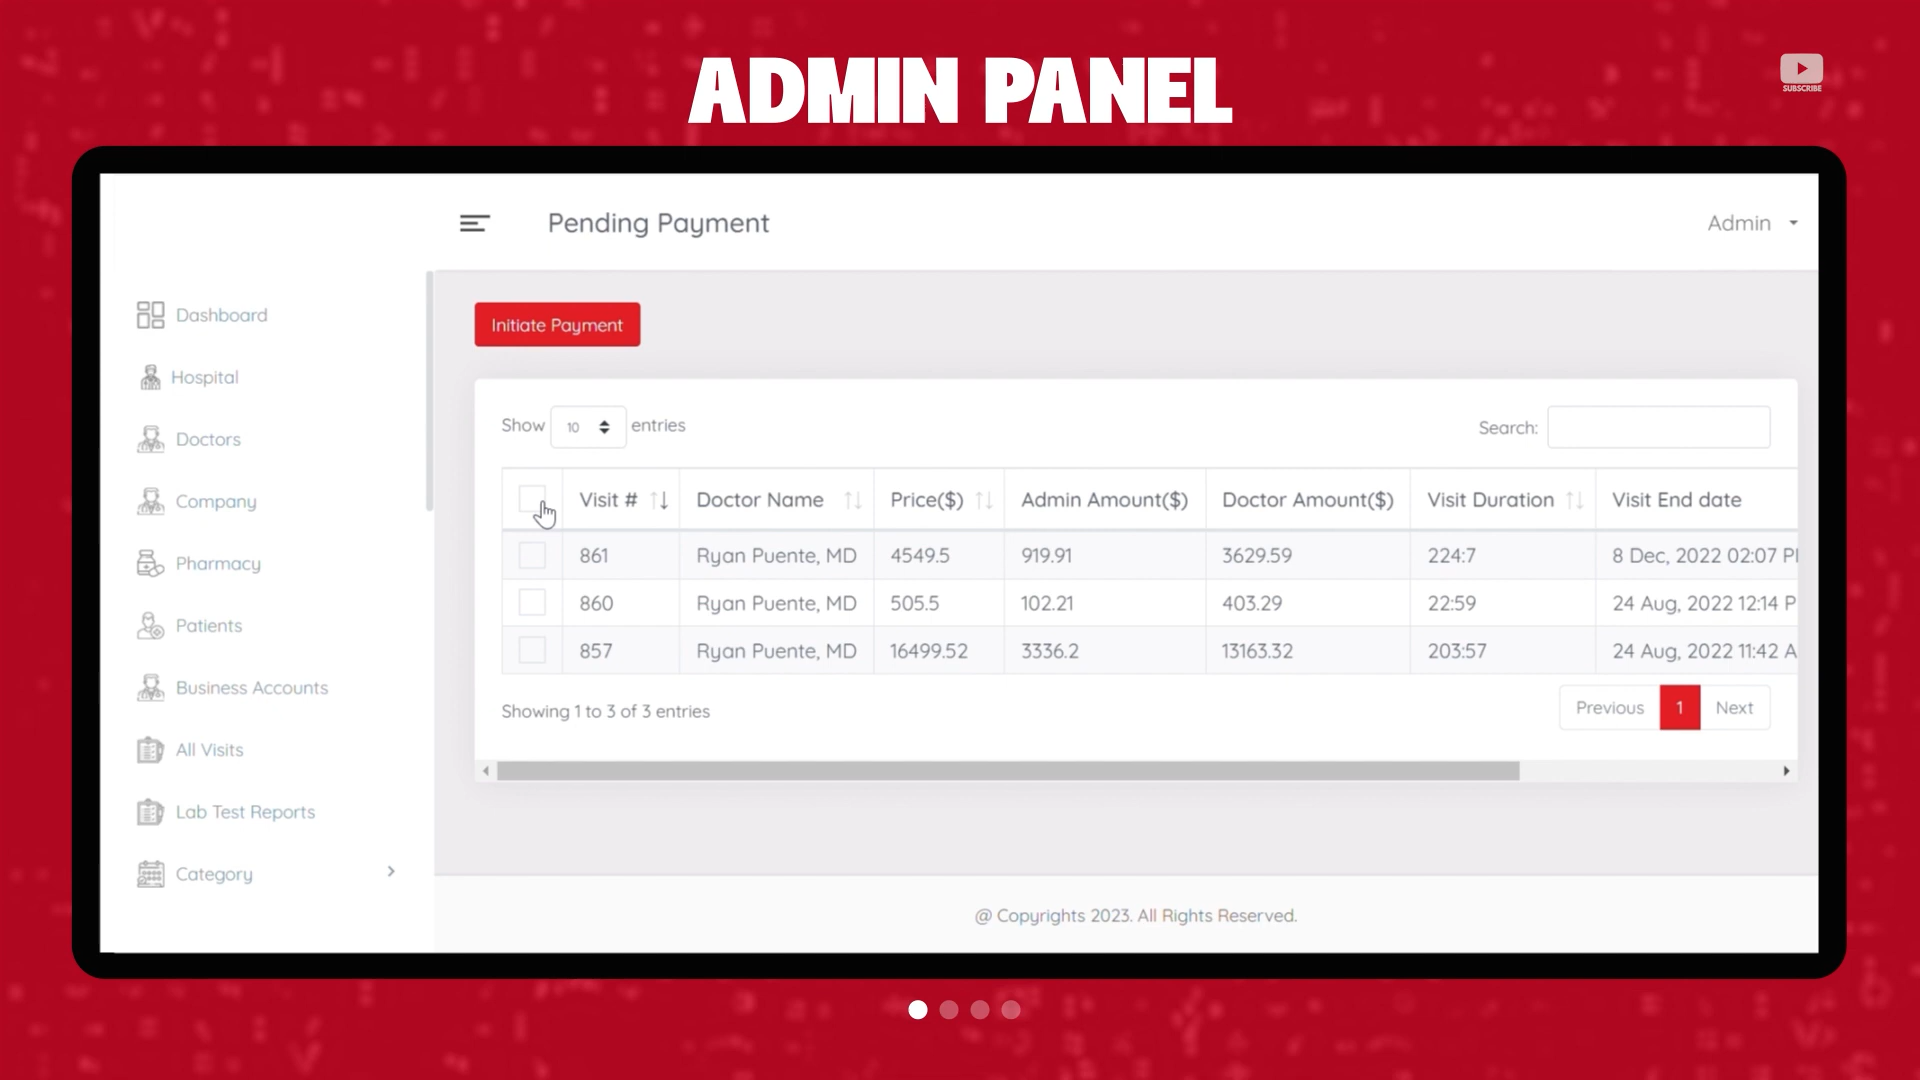 ADMIN PANEL
SUBSCRIBE
Pending Payment
Admin
Dashboard
Hospital
Doctors
Company
Pharmacy
Patients
Business Accounts
All Visits
Lab Test Reports
Category
Initiate Payment
Show 10 entries
Search:
Visit # Doctor Name Price($) Admin Amount($) Doctor Amount($) Visit Duration Visit End date
861 Ryan Puente, MD 4549.5 919.91 3629.59 224:7 8 Dec, 2022 02:07 P
860 Ryan Puente, MD 505.5 102.21 403.29 22:59 24 Aug, 2022 12:14 P
857 Ryan Puente, MD 16499.52 3336.2 13163.32 203:57 24 Aug, 2022 11:42 A
Showing 1 to 3 of 3 entries
Previous 1 Next
@ Copyrights 2023. All Rights Reserved.